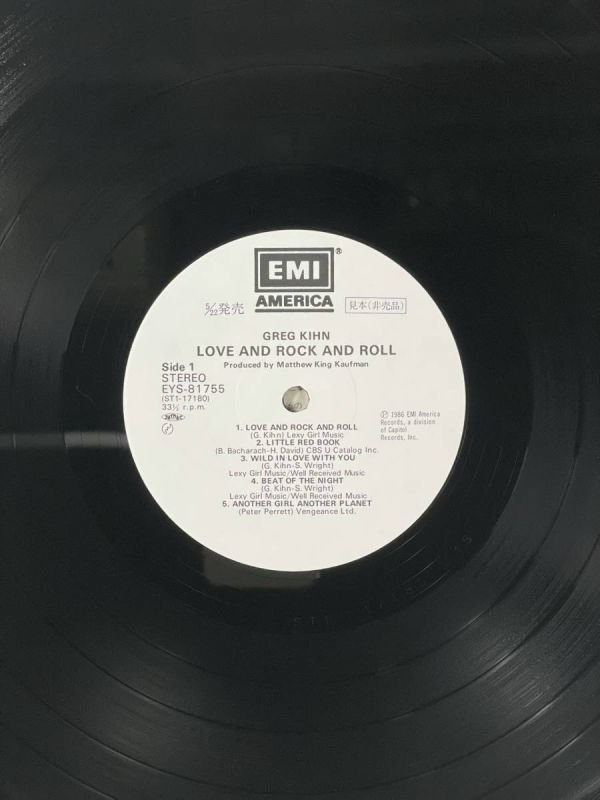 EMI®
AMERICA
5/22発売
見本(非売品)
GREG KIHN
LOVE AND ROCK AND ROLL
Produced by Matthew King Kaufman
Side 1
STEREO
EYS-81755
(ST1-17180)
33⅓ r.p.m.
℗ 1986 EMI America
Records, a division
of Capitol
Records, Inc.
1. LOVE AND ROCK AND ROLL
(G. Kihn) Lexy Girl Music
2. LITTLE RED BOOK
(B. Bacharach-H. David) CBS U Catalog Inc.
3. WILD IN LOVE WITH YOU
(G. Kihn-S. Wright)
Lexy Girl Music/Well Received Music
4. BEAT OF THE NIGHT
(G. Kihn-S. Wright)
Lexy Girl Music/Well Received Music
5. ANOTHER GIRL ANOTHER PLANET
(Peter Perrett) Vengeance Ltd.